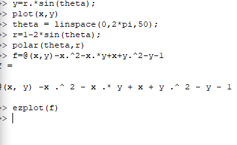 >> y=r.*sin(theta);
>> plot(x,y)
>> theta = linspace(0,2*pi,50);
>> r=1-2*sin(theta);
>> polar(theta,r)
>> f=@(x,y)-x.^2-x.*y+x+y.^2-y-1
f =
@(x, y) -x .^ 2 - x .* y + x + y .^ 2 - y - 1
>> ezplot(f)
>>